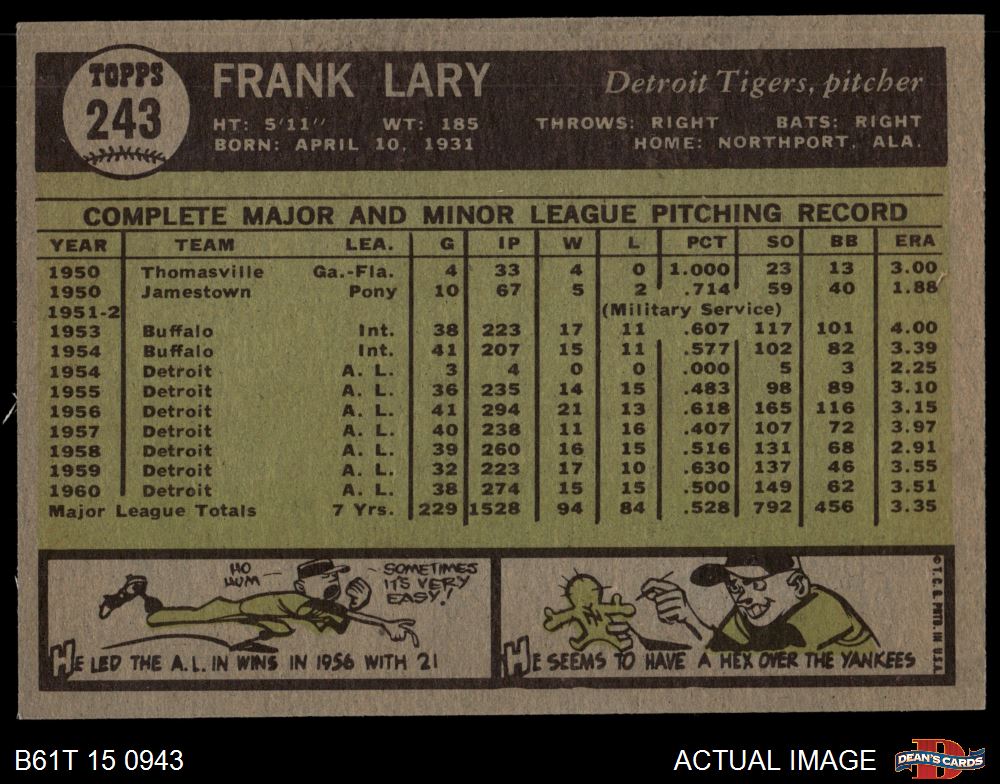 TOPPS
243
FRANK LARY
Detroit Tigers, pitcher
HT: 5'11" WT: 185 THROWS: RIGHT BATS: RIGHT
BORN: APRIL 10, 1931 HOME: NORTHPORT, ALA.
COMPLETE MAJOR AND MINOR LEAGUE PITCHING RECORD
YEAR TEAM LEA. G IP W L PCT SO BB ERA
1950 Thomasville Ga.-Fla. 4 33 4 0 1.000 23 13 3.00
1950 Jamestown Pony 10 67 5 2 .714 59 40 1.88
1951-2 (Military Service)
1953 Buffalo Int. 38 223 17 11 .607 117 101 4.00
1954 Buffalo Int. 41 207 15 11 .577 102 82 3.39
1954 Detroit A. L. 3 4 0 0 .000 5 3 2.25
1955 Detroit A. L. 36 235 14 15 .483 98 89 3.10
1956 Detroit A. L. 41 294 21 13 .618 165 116 3.15
1957 Detroit A. L. 40 238 11 16 .407 107 72 3.97
1958 Detroit A. L. 39 260 16 15 .516 131 68 2.91
1959 Detroit A. L. 32 223 17 10 .630 137 46 3.55
1960 Detroit A. L. 38 274 15 15 .500 149 62 3.51
Major League Totals 7 Yrs. 229 1528 94 84 .528 792 456 3.35
HO
HUM
SOMETIMES
IT'S VERY
EASY!
HE LED THE A.L. IN WINS IN 1956 WITH 21
NY
HE SEEMS TO HAVE A HEX OVER THE YANKEES
© T.C.G. PRTD. IN U.S.A.
B61T 15 0943
ACTUAL IMAGE
DEAN'S CARDS